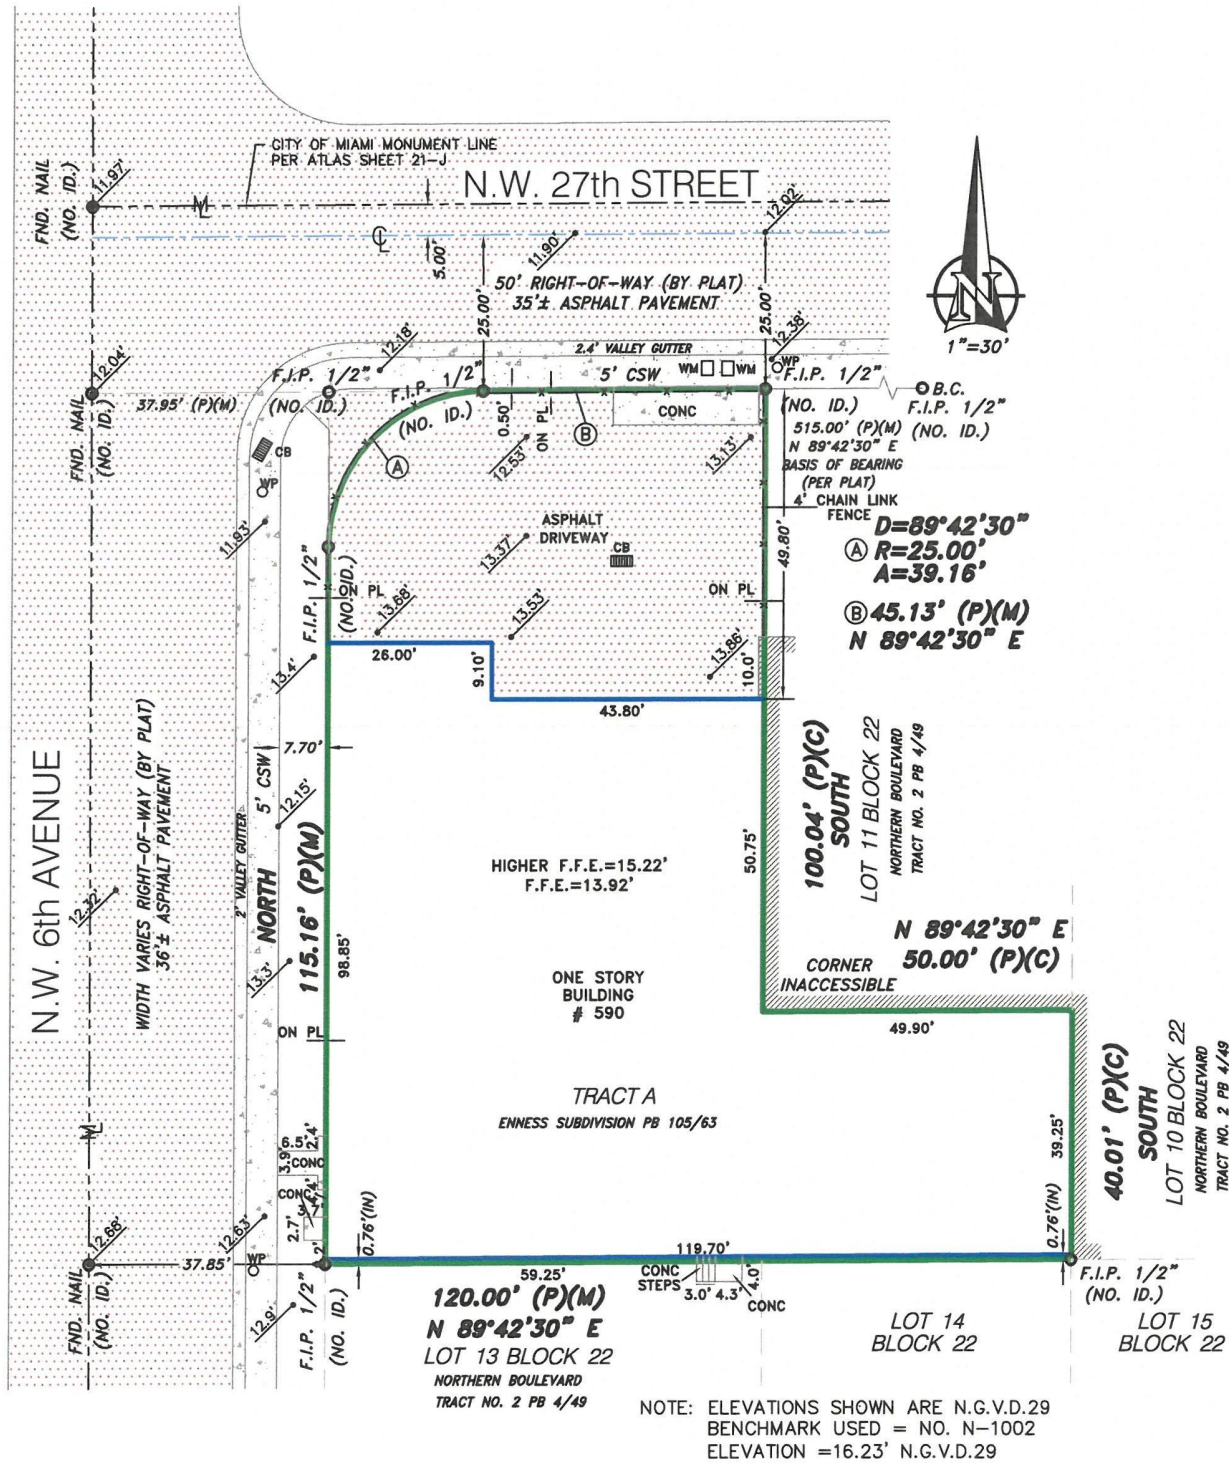 CITY OF MIAMI MONUMENT LINE
PER ATLAS SHEET 21-J
N.W. 27th STREET
FND. NAIL
(NO. ID.)
11.97'
12.02'
11.90'
5.00'
50' RIGHT-OF-WAY (BY PLAT)
35'± ASPHALT PAVEMENT
25.00'
25.00'
N
1"=30'
12.18'
12.38'
2.4' VALLEY GUTTER
WP
WM
WM
12.04'
FND. NAIL
(NO. ID.)
37.95' (P)(M)
F.I.P. 1/2"
(NO. ID.)
F.I.P. 1/2"
(NO. ID.)
5' CSW
F.I.P. 1/2"
(NO. ID.)
B.C.
F.I.P. 1/2"
(NO. ID.)
515.00' (P)(M)
N 89°42'30" E
BASIS OF BEARING
(PER PLAT)
4' CHAIN LINK
FENCE
0.50'
ON PL
B
CONC
A
CB
WP
12.53'
13.13'
11.93'
ASPHALT
DRIVEWAY
13.37'
CB
49.80'
D=89°42'30"
A R=25.00'
A=39.16'
B 45.13' (P)(M)
N 89°42'30" E
F.I.P. 1/2"
(NO. ID.)
ON PL
ON PL
13.68'
13.53'
13.86'
13.4'
26.00'
9.10'
10.0'
43.80'
N.W. 6th AVENUE
WIDTH VARIES RIGHT-OF-WAY (BY PLAT)
36'± ASPHALT PAVEMENT
7.70'
5' CSW
12.15'
2' VALLEY GUTTER
NORTH
115.16' (P)(M)
98.85'
12.32'
13.3'
ON PL
HIGHER F.F.E.=15.22'
F.F.E.=13.92'
50.75'
100.04' (P)(C)
SOUTH
LOT 11 BLOCK 22
NORTHERN BOULEVARD
TRACT NO. 2 PB 4/49
N 89°42'30" E
50.00' (P)(C)
CORNER
INACCESSIBLE
ONE STORY
BUILDING
# 590
49.90'
TRACT A
ENNESS SUBDIVISION PB 105/63
39.25'
40.01' (P)(C)
SOUTH
LOT 10 BLOCK 22
NORTHERN BOULEVARD
TRACT NO. 2 PB 4/49
6.5'
2.4'
3.9'
CONC
CONC
3.7'
2.7'
12.68'
12.63'
WP
FND. NAIL
(NO. ID.)
37.85'
12.9'
F.I.P. 1/2"
(NO. ID.)
0.76'(IN)
119.70'
0.76'(IN)
59.25'
CONC
STEPS
3.0'
4.3'
4.0'
CONC
F.I.P. 1/2"
(NO. ID.)
120.00' (P)(M)
N 89°42'30" E
LOT 13 BLOCK 22
NORTHERN BOULEVARD
TRACT NO. 2 PB 4/49
LOT 14
BLOCK 22
LOT 15
BLOCK 22
NOTE: ELEVATIONS SHOWN ARE N.G.V.D.29
BENCHMARK USED = NO. N-1002
ELEVATION =16.23' N.G.V.D.29